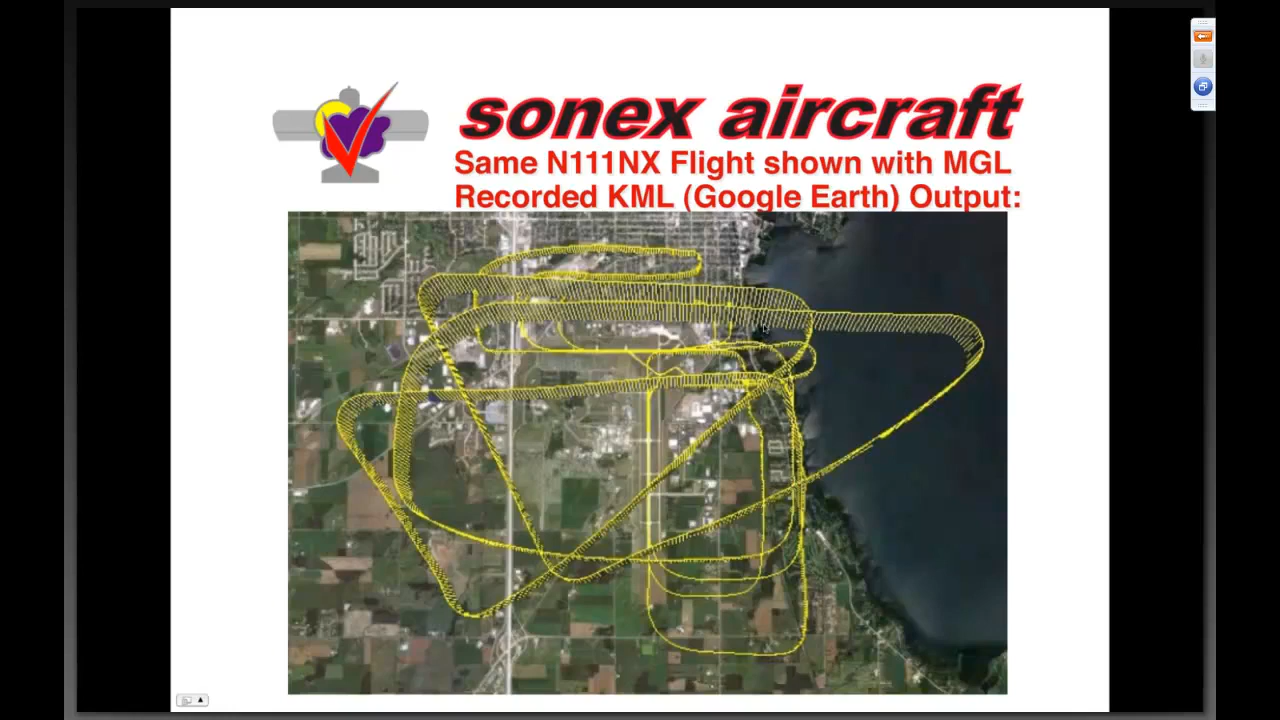 sonex aircraft
Same N111NX Flight shown with MGL
Recorded KML (Google Earth) Output: